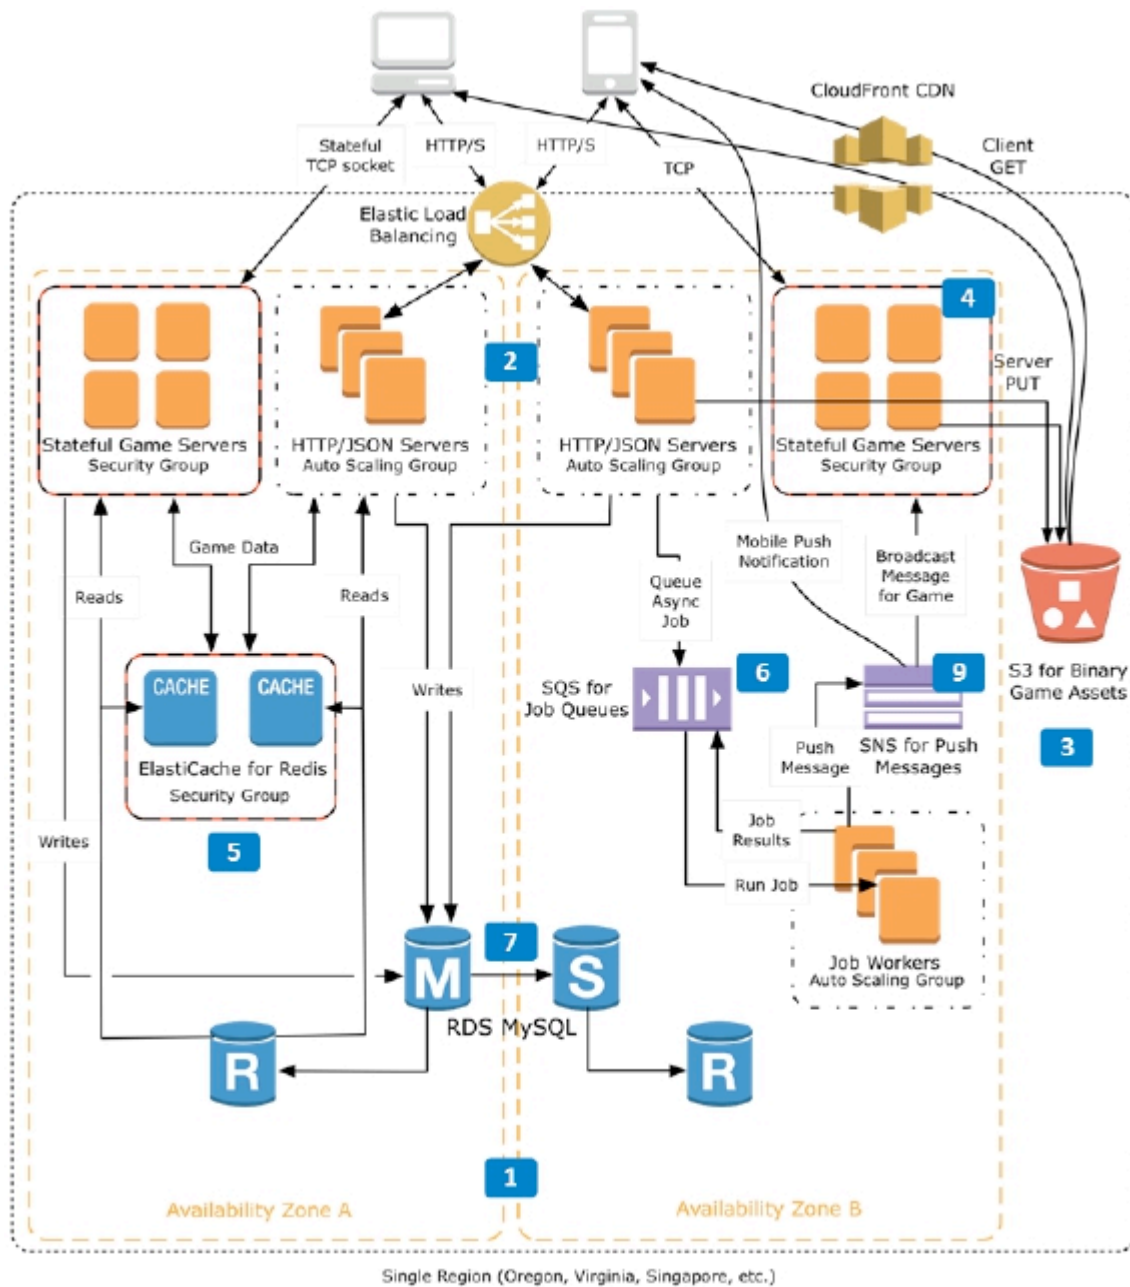 CloudFront CDN
Stateful
TCP socket
HTTP/S
HTTP/S
TCP
Client
GET
Elastic Load
Balancing
4
2
Server
PUT
Stateful Game Servers
Security Group
HTTP/JSON Servers
Auto Scaling Group
HTTP/JSON Servers
Auto Scaling Group
Stateful Game Servers
Security Group
Game Data
Reads
Reads
Mobile Push
Notification
Broadcast
Message
for Game
Queue
Async
Job
CACHE
CACHE
ElastiCache for Redis
Security Group
5
Writes
Writes
SQS for
Job Queues
6
9
SNS for Push
Messages
Push
Message
S3 for Binary
Game Assets
3
Job
Results
Run Job
Job Workers
Auto Scaling Group
M
7
S
RDS MySQL
R
R
1
Availability Zone A
Availability Zone B
Single Region (Oregon, Virginia, Singapore, etc.)